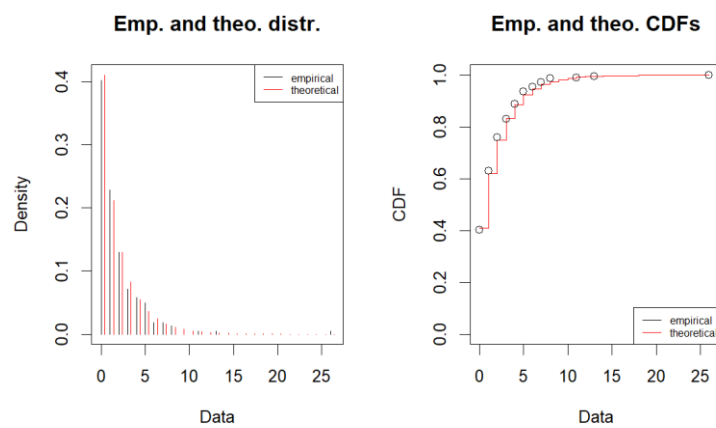 Emp. and theo. distr.
Density
0.0
0.1
0.2
0.3
0.4
empirical
theoretical
0
5
10
15
20
25
Data
Emp. and theo. CDFs
CDF
0.0
0.2
0.4
0.6
0.8
1.0
empirical
theoretical
0
5
10
15
20
25
Data